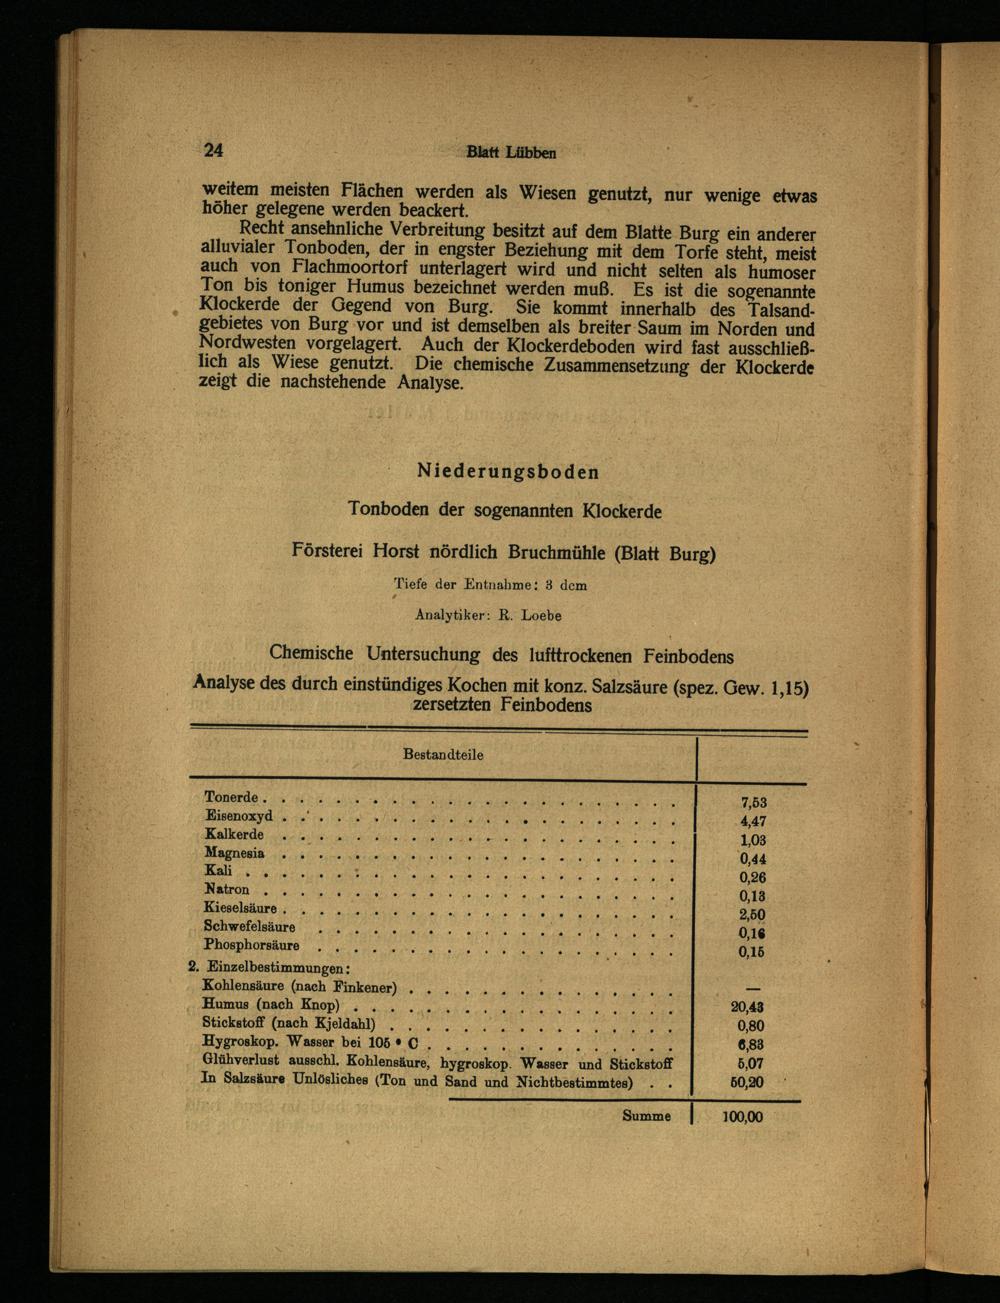 24
Blatt Lübben
weitem meisten Flächen werden als Wiesen genutzt, nur wenige etwas
höher gelegene werden beackert.
Recht ansehnliche Verbreitung besitzt auf dem Blatte Burg ein anderer
alluvialer Tonboden, der in engster Beziehung mit dem Torfe steht, meist
auch von Flachmoortorf unterlagert wird und nicht selten als humoser
Ton bis toniger Humus bezeichnet werden muß. Es ist die sogenannte
Klockerde der Gegend von Burg. Sie kommt innerhalb des Talsand-
gebietes von Burg vor und ist demselben als breiter Saum im Norden und
Nordwesten vorgelagert. Auch der Klockerdeboden wird fast ausschließ-
lich als Wiese genutzt. Die chemische Zusammensetzung der Klockerde
zeigt die nachstehende Analyse.
Niederungsboden
Tonboden der sogenannten Klockerde
Försterei Horst nördlich Bruchmühle (Blatt Burg)
Tiefe der Entnahme: 3 dcm
Analytiker: R. Loebe
Chemische Untersuchung des lufttrockenen Feinbodens
Analyse des durch einstündiges Kochen mit konz. Salzsäure (spez. Gew. 1,15)
zersetzten Feinbodens
Bestandteile
Tonerde . . . . . . . . . . . . . . . . . . . . . . . 7,53
Eisenoxyd . . . . . . . . . . . . . . . . . . . . . . 4,47
Kalkerde . . . . . . . . . . . . . . . . . . . . . . 1,03
Magnesia . . . . . . . . . . . . . . . . . . . . . . 0,44
Kali . . . . . . . . . . . . . . . . . . . . . . . . 0,26
Natron . . . . . . . . . . . . . . . . . . . . . . . 0,13
Kieselsäure . . . . . . . . . . . . . . . . . . . . . . 2,50
Schwefelsäure . . . . . . . . . . . . . . . . . . . . 0,16
Phosphorsäure . . . . . . . . . . . . . . . . . . . . 0,15
2. Einzelbestimmungen:
Kohlensäure (nach Finkener) . . . . . . . . . . . . . . . —
Humus (nach Knop) . . . . . . . . . . . . . . . . . . 20,43
Stickstoff (nach Kjeldahl) . . . . . . . . . . . . . . . . 0,80
Hygroskop. Wasser bei 105 ° C . . . . . . . . . . . . . . 6,83
Glühverlust ausschl. Kohlensäure, hygroskop. Wasser und Stickstoff 5,07
In Salzsäure Unlösliches (Ton und Sand und Nichtbestimmtes) . . 50,20
Summe 100,00